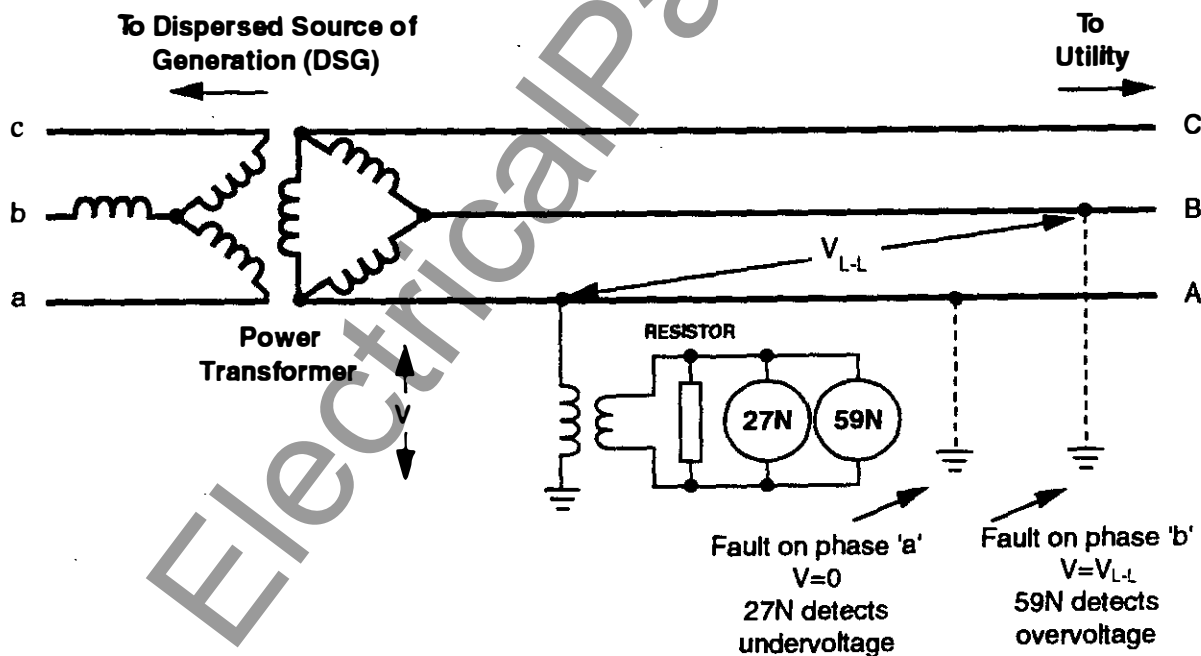 To Dispersed Source of
Generation (DSG)
To
Utility
c
C
b
B
V L-L
a
A
Power
Transformer
RESISTOR
V
27N
59N
Fault on phase 'a'
V=0
27N detects
undervoltage
Fault on phase 'b'
V=V L-L
59N detects
overvoltage
ElectricalPa